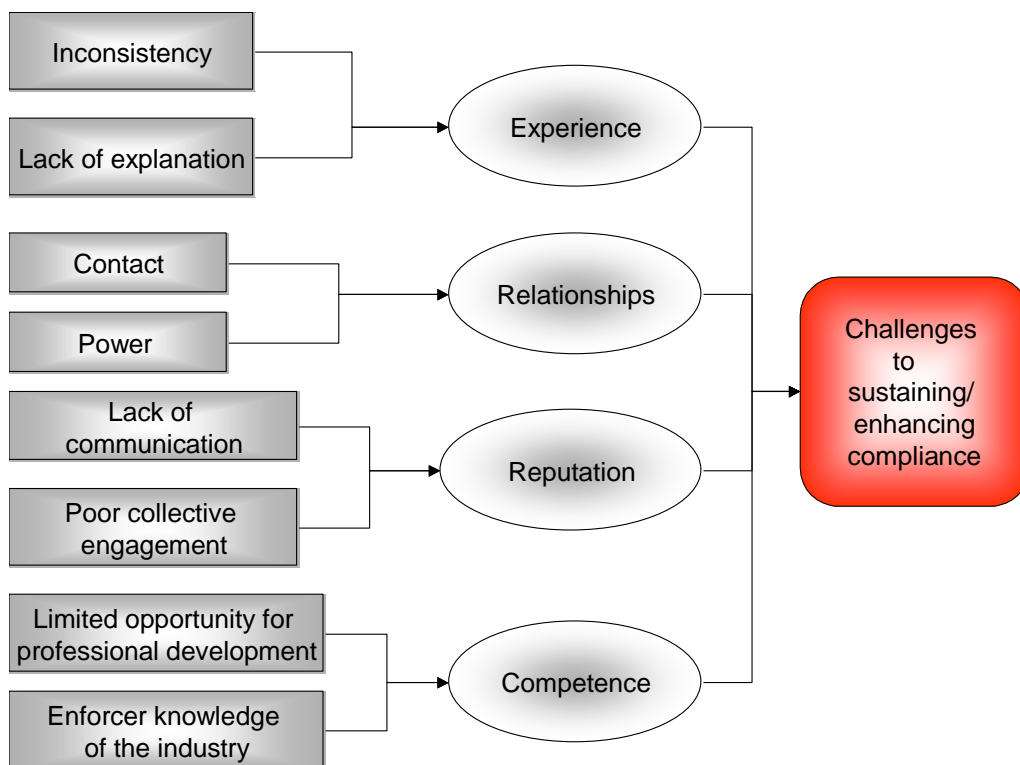 Inconsistency
Lack of explanation
Experience
Contact
Power
Relationships
Lack of
communication
Poor collective
engagement
Reputation
Limited opportunity for
professional development
Enforcer knowledge
of the industry
Competence
Challenges
to
sustaining/
enhancing
compliance